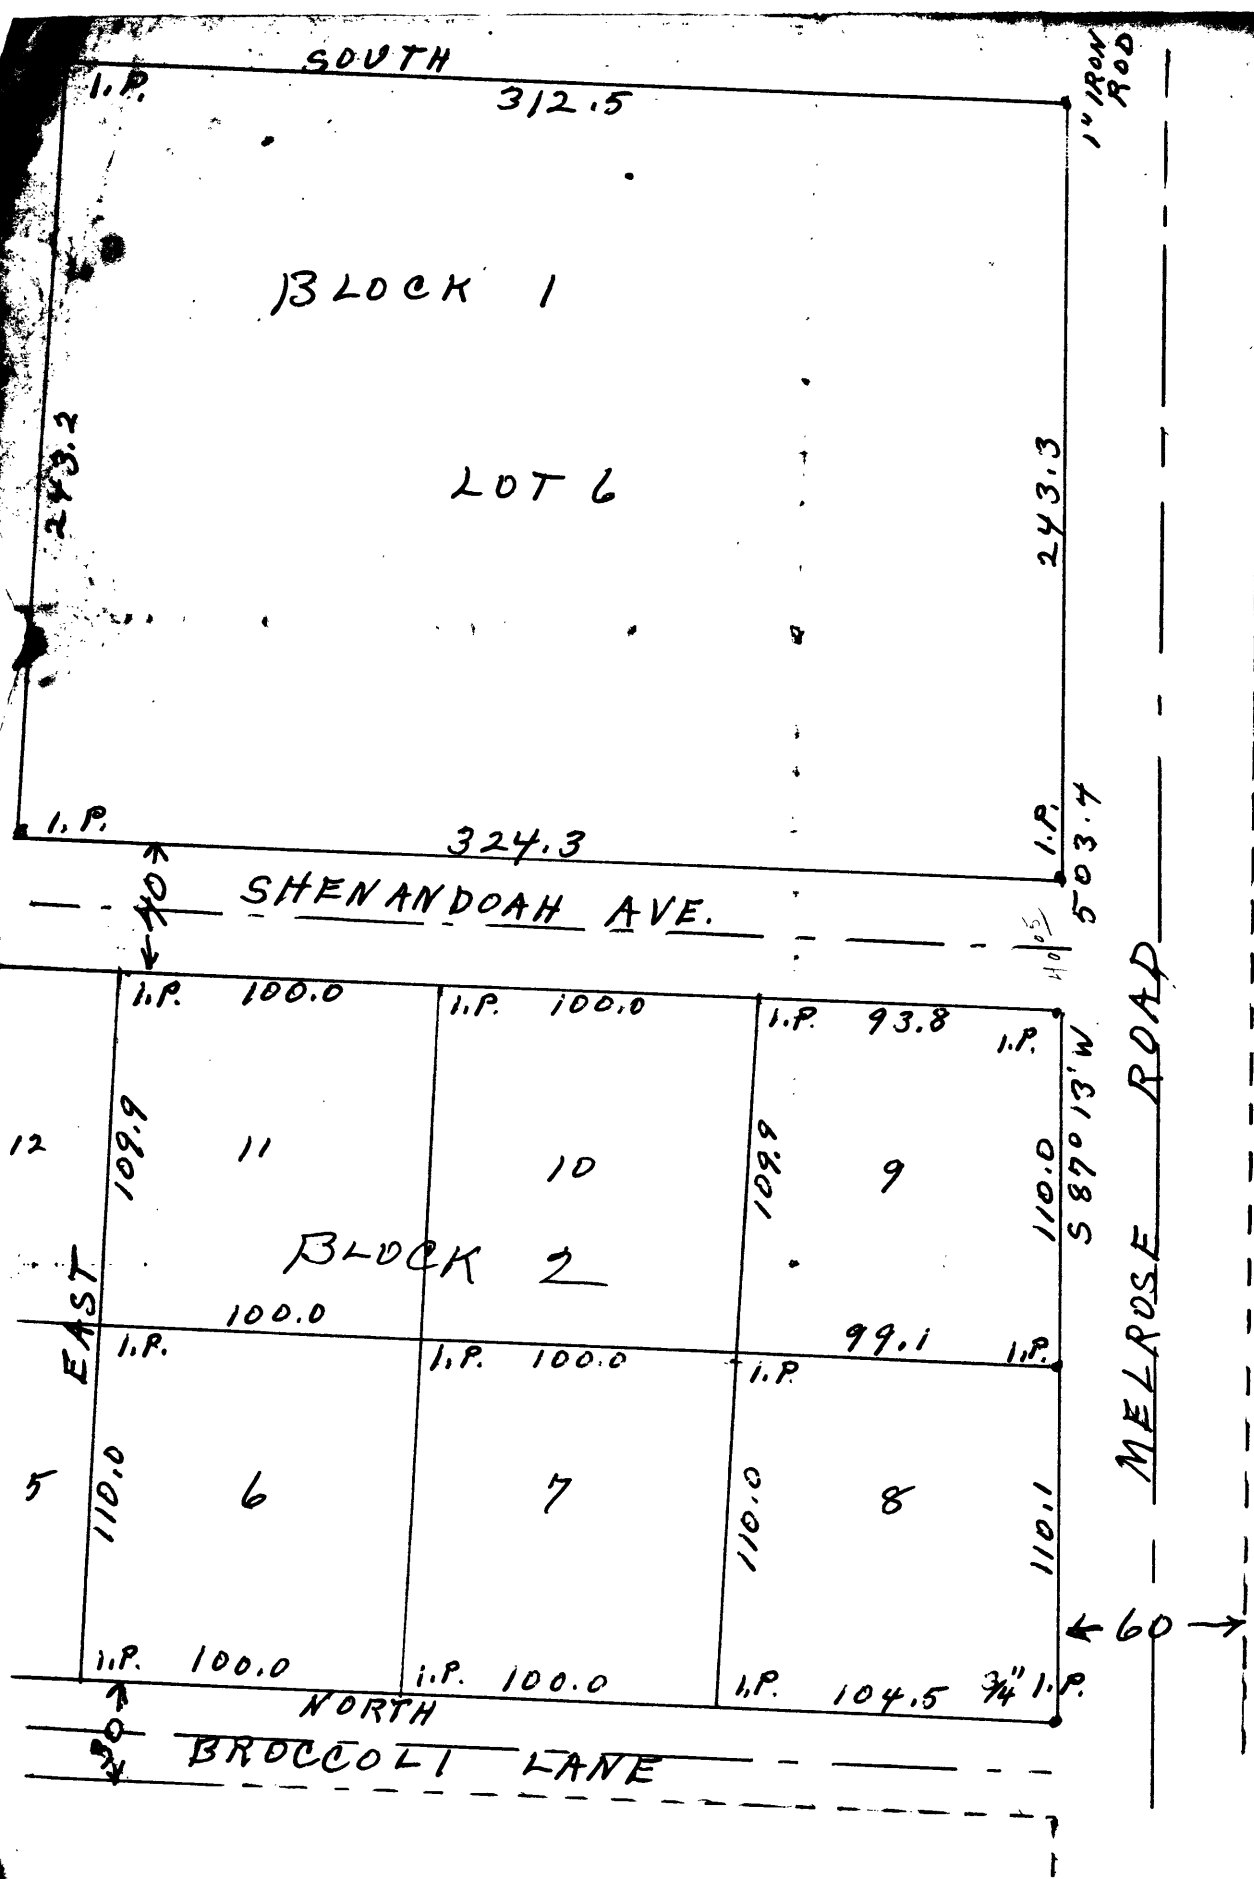 SOUTH
I.P.
312.5
1" IRON
ROD
BLOCK 1
243.2
243.3
LOT 6
I.P.
324.3
I.P.
503.4
40
SHENANDOAH AVE.
40.05
I.P. 100.0
I.P. 100.0
I.P. 93.8
I.P.
S 87° 13' W
MELROSE ROAD
12
109.9
11
10
109.9
9
110.0
BLOCK 2
EAST
100.0
99.1
I.P.
I.P. 100.0
I.P.
I.P.
5
110.0
6
7
110.0
8
110.1
60
I.P. 100.0
I.P. 100.0
I.P. 104.5 3/4" I.P.
NORTH
30
BROCCOLI LANE